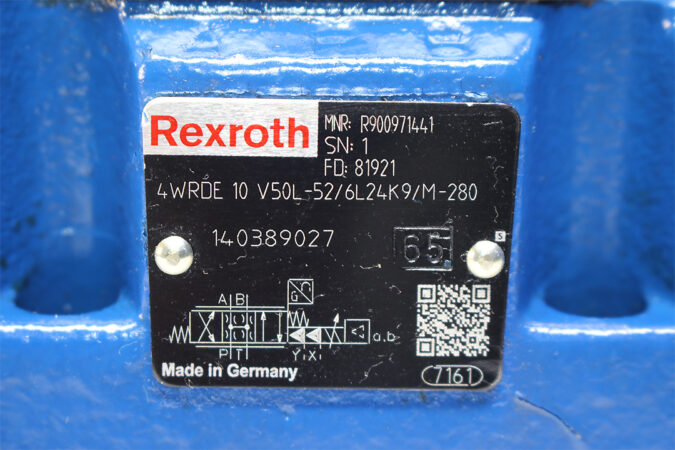 Rexroth
MNR: R900971441
SN: 1
FD: 81921
4WRDE 10 V50L-52/6L24K9/M-280
140389027
65
S
G
A B
a.b
P T
Y X
Made in Germany
7161